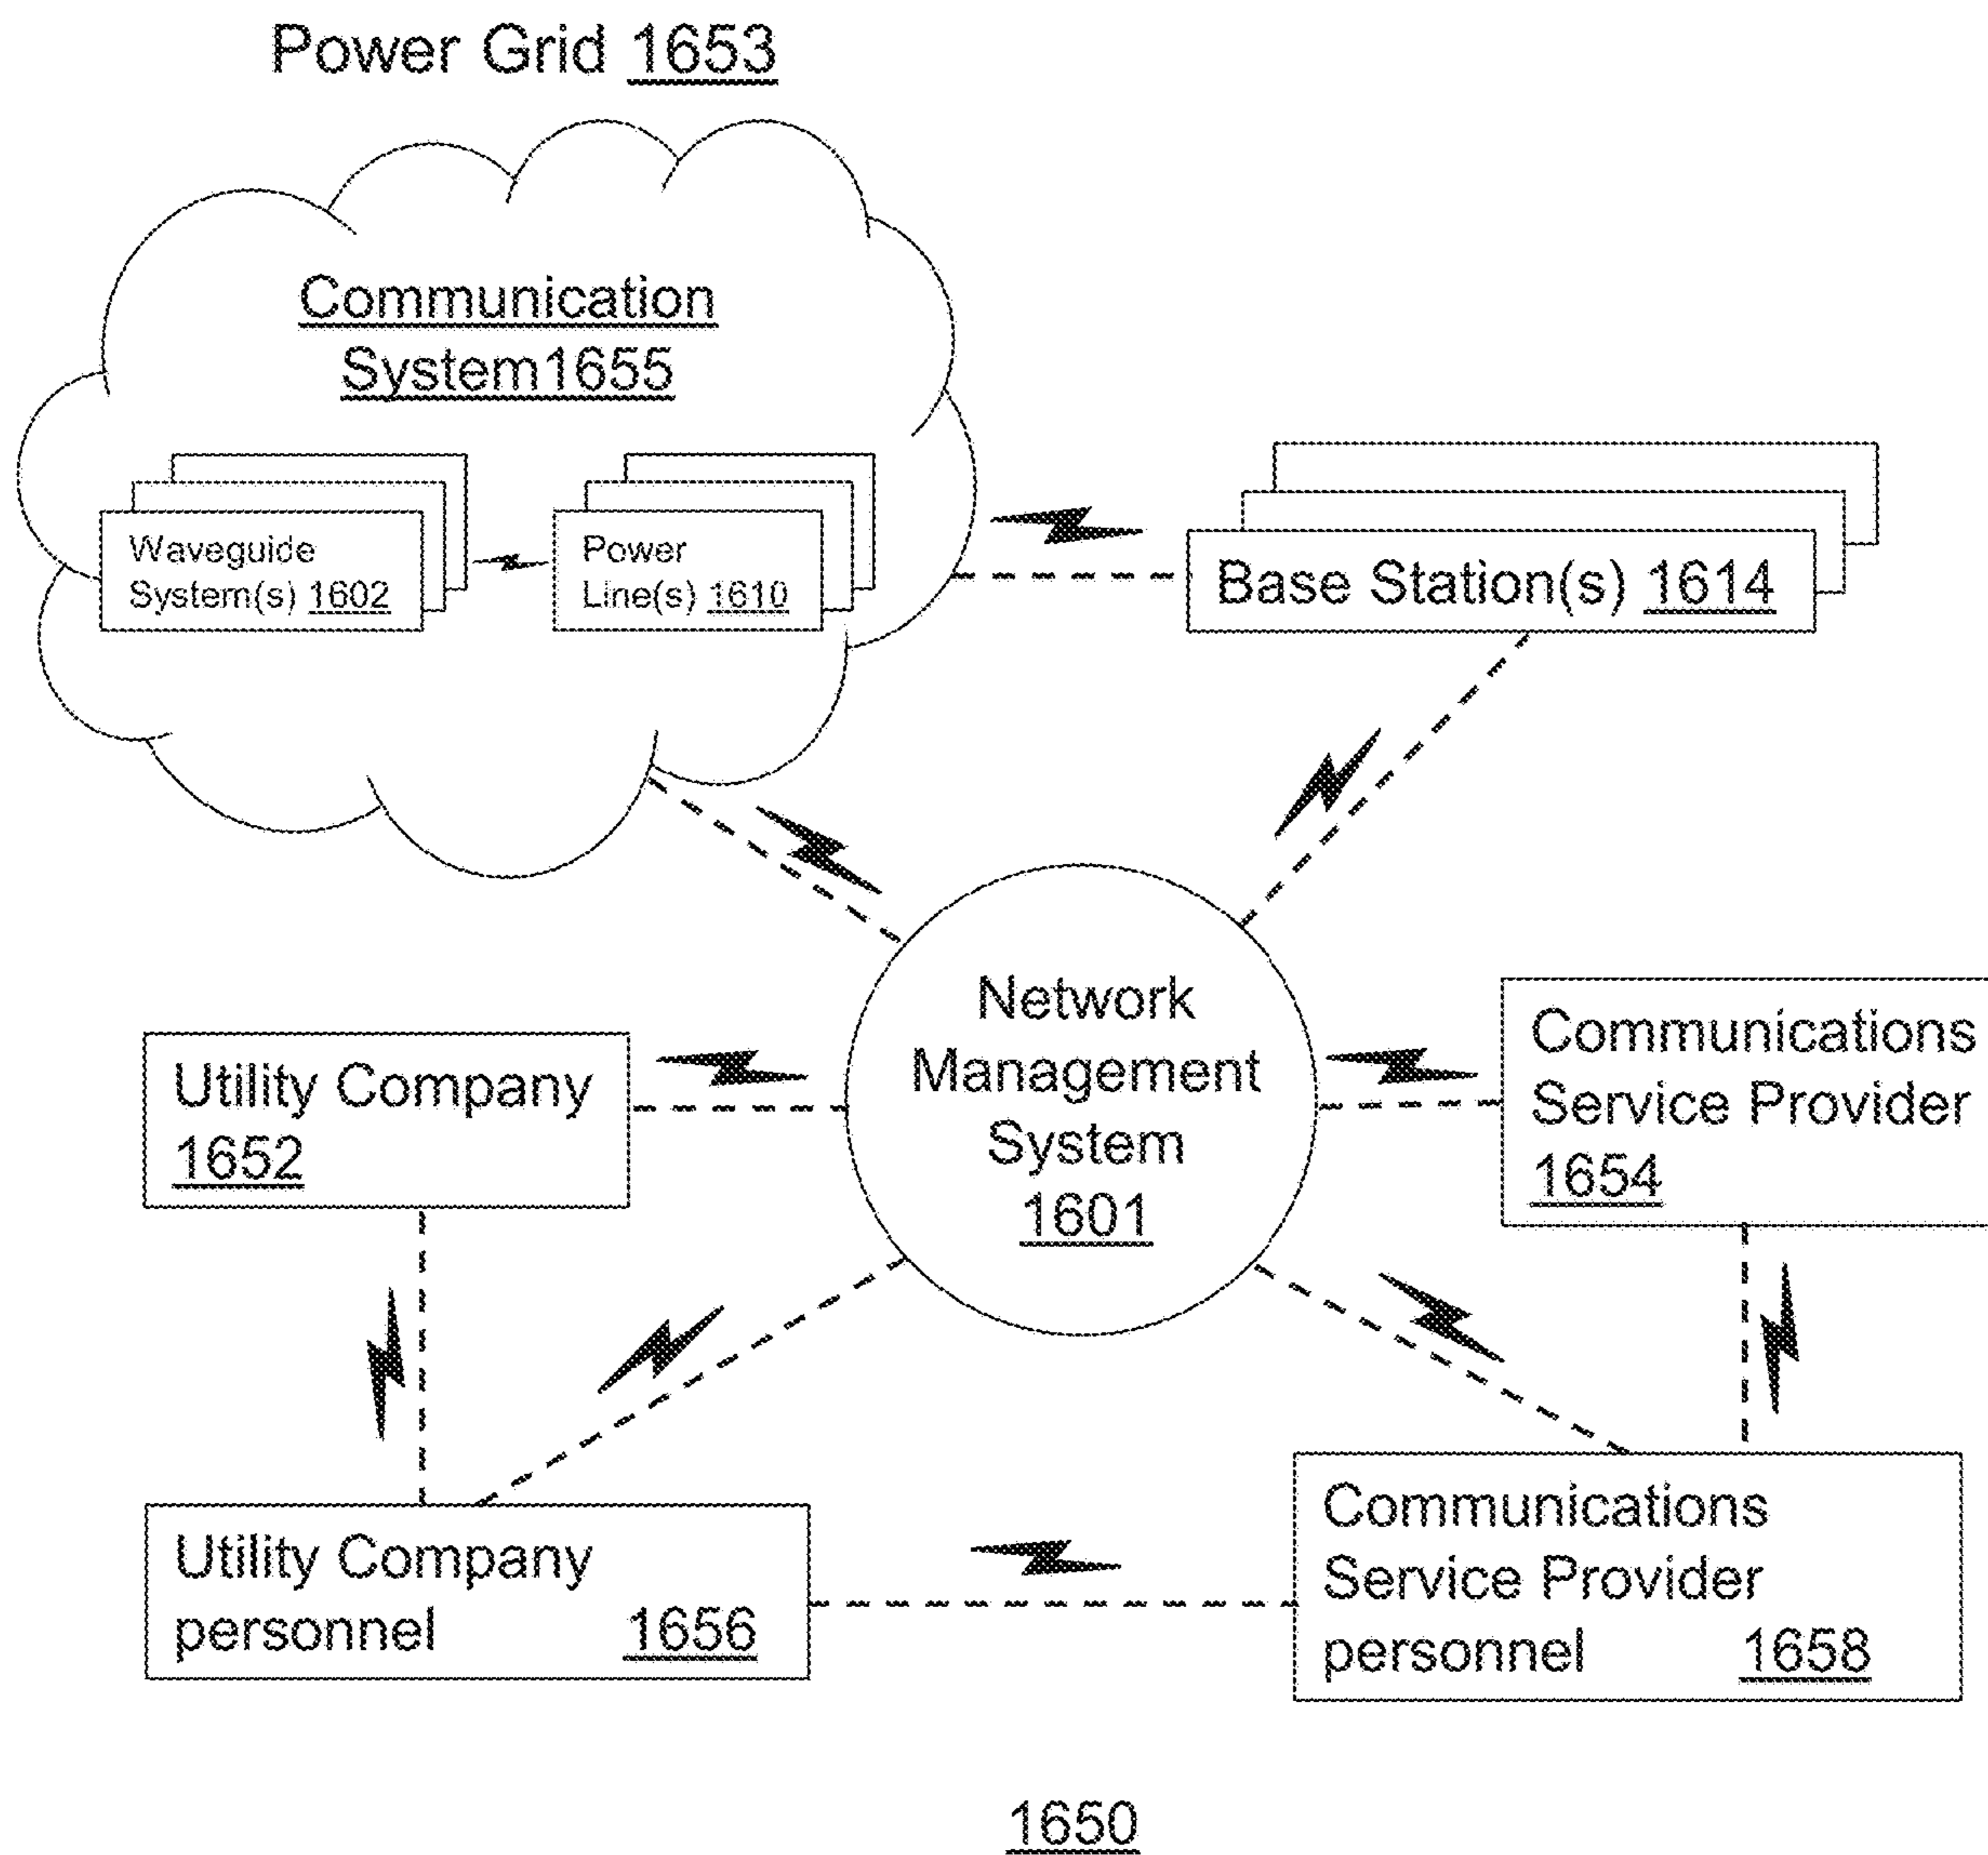 Power Grid 1653
Communication
System1655
Waveguide
System(s) 1602
Power
Line(s) 1610
Base Station(s) 1614
Network
Management
System
1601
Utility Company
1652
Communications
Service Provider
1654
Utility Company
personnel 1656
Communications
Service Provider
personnel 1658
1650